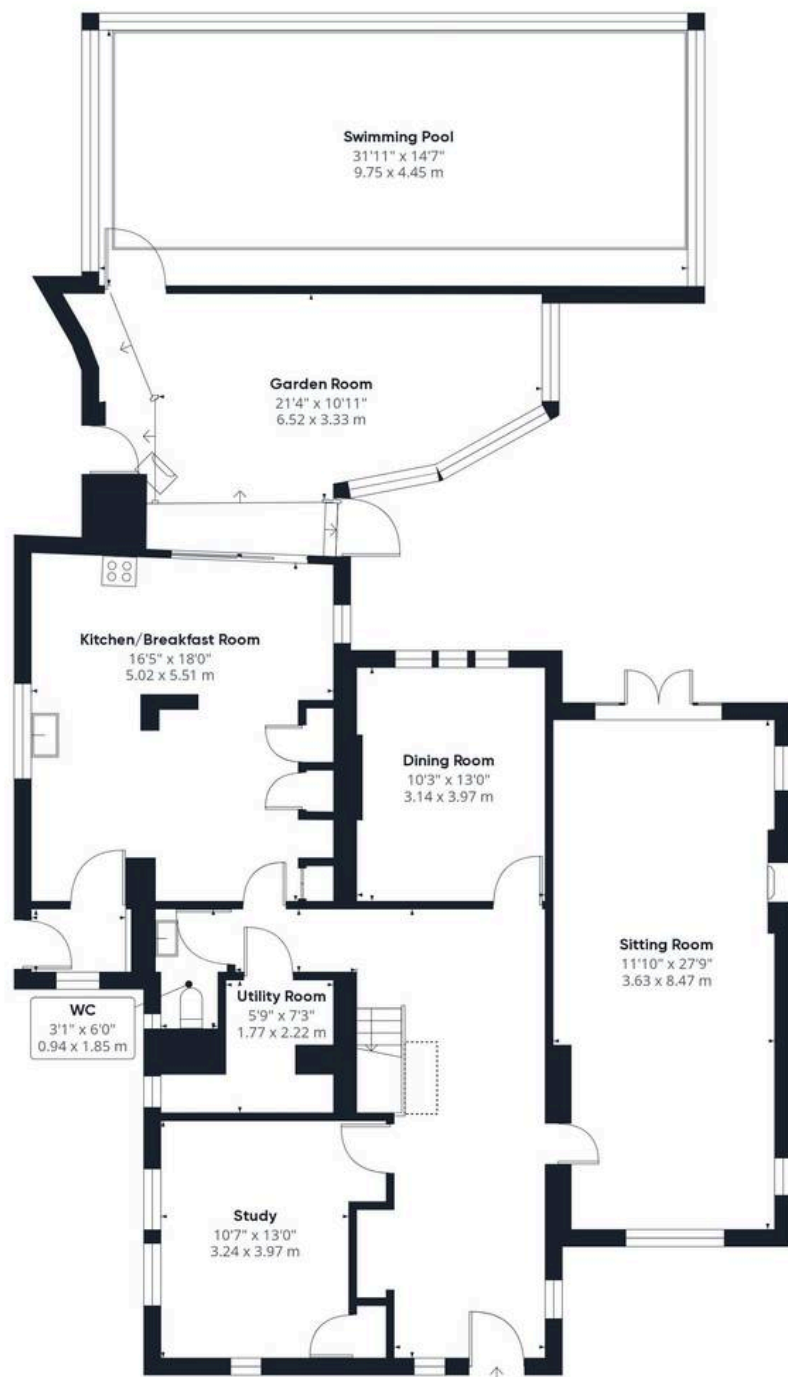 Swimming Pool
31'11" x 14'7"
9.75 x 4.45 m
Garden Room
21'4" x 10'11"
6.52 x 3.33 m
Kitchen/Breakfast Room
16'5" x 18'0"
5.02 x 5.51 m
Dining Room
10'3" x 13'0"
3.14 x 3.97 m
Sitting Room
11'10" x 27'9"
3.63 x 8.47 m
WC
3'1" x 6'0"
0.94 x 1.85 m
Utility Room
5'9" x 7'3"
1.77 x 2.22 m
Study
10'7" x 13'0"
3.24 x 3.97 m